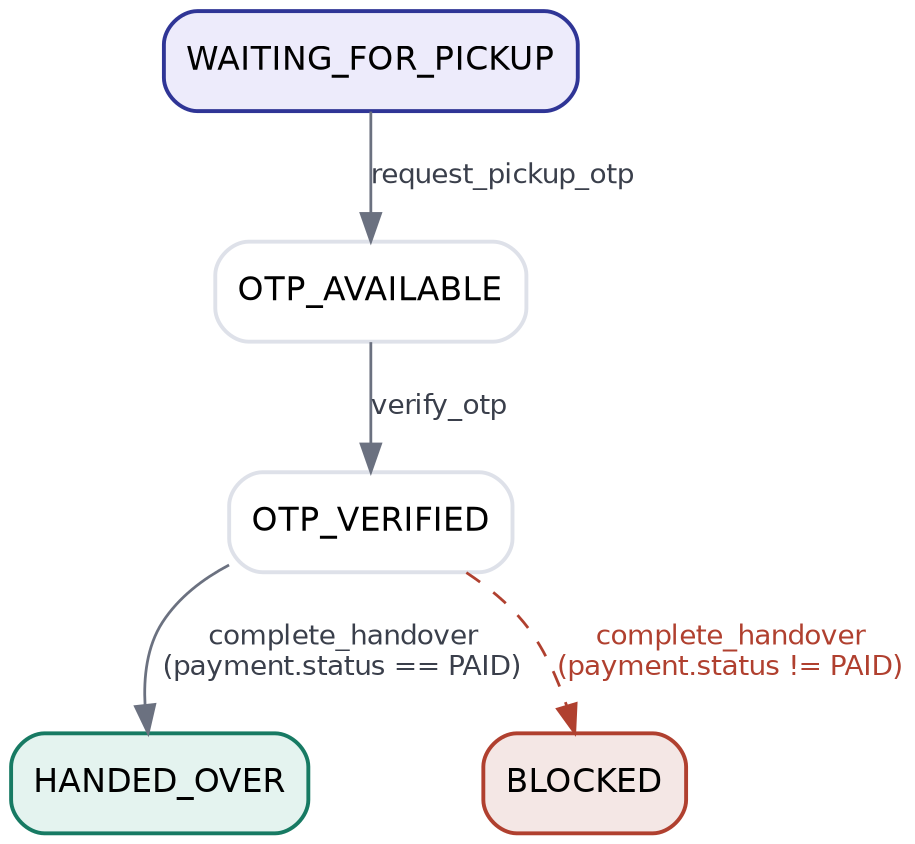 WAITING_FOR_PICKUP
request_pickup_otp
OTP_AVAILABLE
verify_otp
OTP_VERIFIED
complete_handover
(payment.status == PAID)
complete_handover
(payment.status != PAID)
HANDED_OVER
BLOCKED